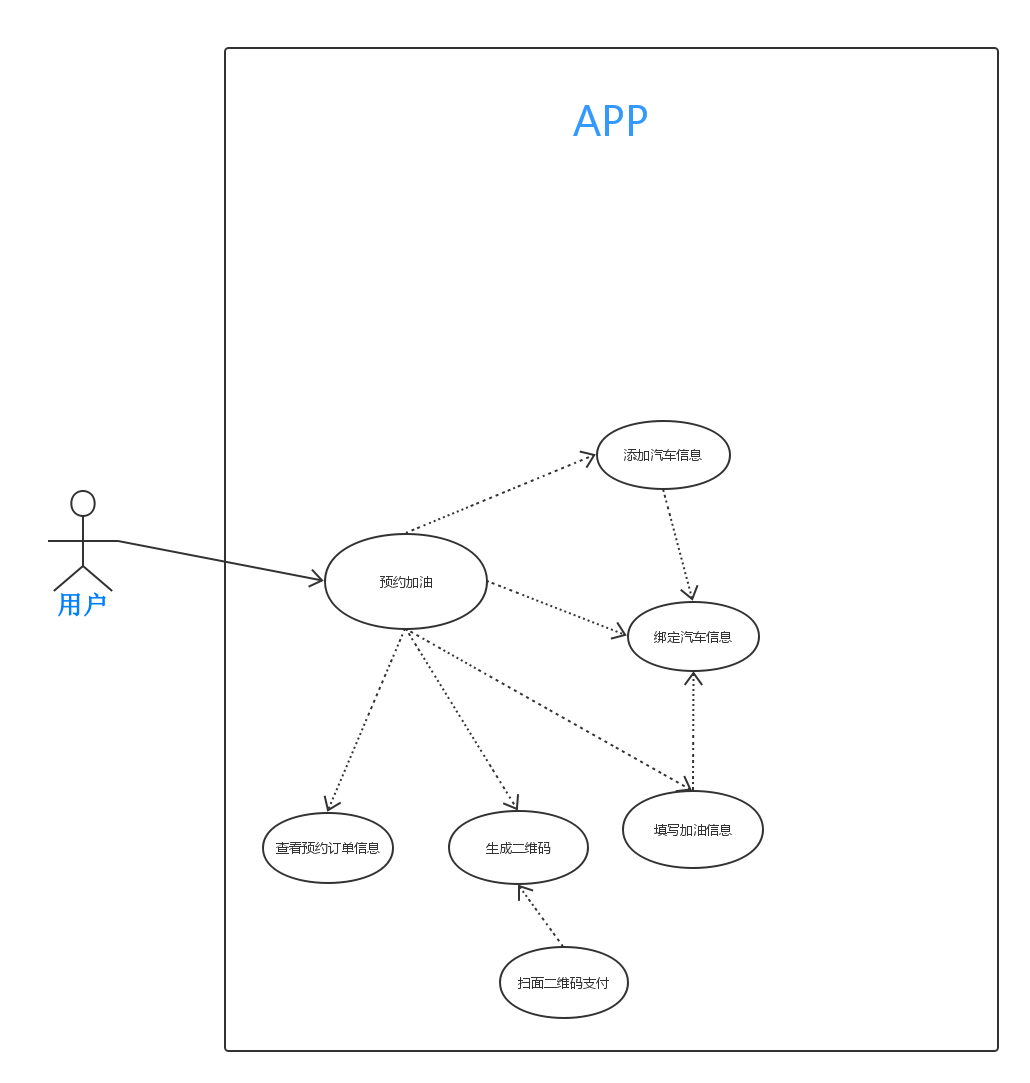 APP
添加汽车信息
预约加油
用户
绑定汽车信息
填写加油信息
查看预约订单信息
生成二维码
扫面二维码支付